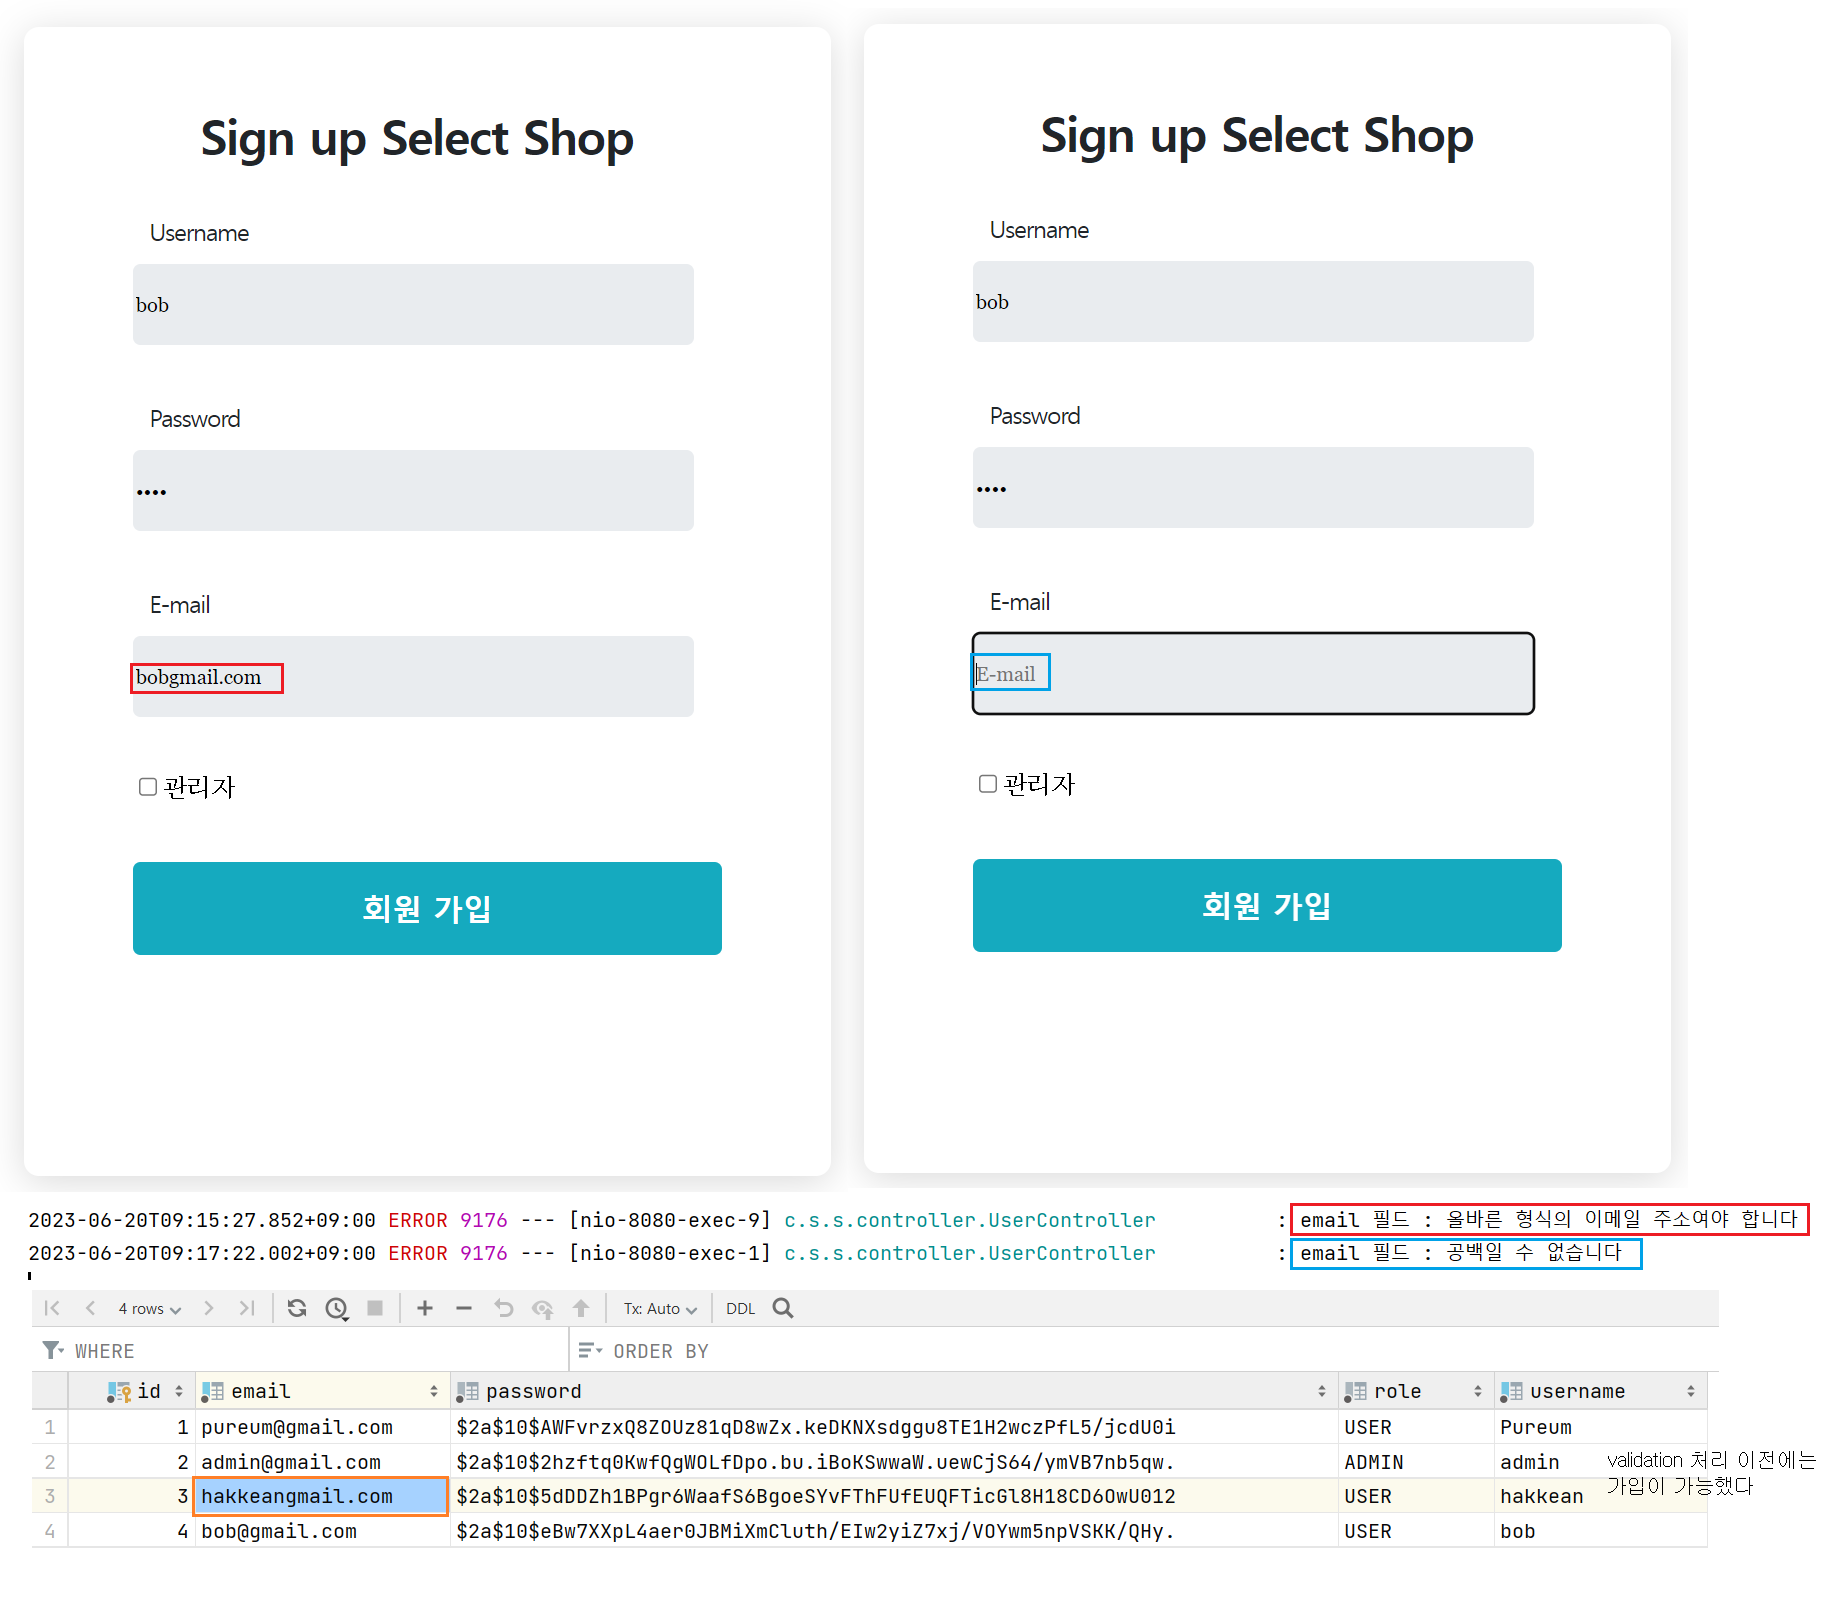 Sign up Select Shop
Username
bob
Password
••••
E-mail
bobgmail.com
관리자
회원 가입
Sign up Select Shop
Username
bob
Password
••••
E-mail
E-mail
관리자
회원 가입
2023-06-20T09:15:27.852+09:00 ERROR 9176 --- [nio-8080-exec-9] c.s.s.controller.UserController : email 필드 : 올바른 형식의 이메일 주소여야 합니다
2023-06-20T09:17:22.002+09:00 ERROR 9176 --- [nio-8080-exec-1] c.s.s.controller.UserController : email 필드 : 공백일 수 없습니다
4 rows Tx: Auto DDL
WHERE ORDER BY
id email password role username
1 1 pureum@gmail.com $2a$10$AWFvrzxQ8ZOUz81qD8wZx.keDKNXsdggu8TE1H2wczPfL5/jcdU0i USER Pureum
2 2 admin@gmail.com $2a$10$2hzftq0KwfQgWOLfDpo.bu.iBoKSwwaW.uewCjS64/ymVB7nb5qw. ADMIN admin
3 3 hakkeangmail.com $2a$10$5dDDZh1BPgr6WaafS6BgoeSYvFThFUfEUQFTicGl8H18CD6OwU012 USER hakkean
4 4 bob@gmail.com $2a$10$eBw7XXpL4aer0JBMiXmCluth/EIw2yiZ7xj/VOYwm5npVSKK/QHy. USER bob
validation 처리 이전에는
가입이 가능했다